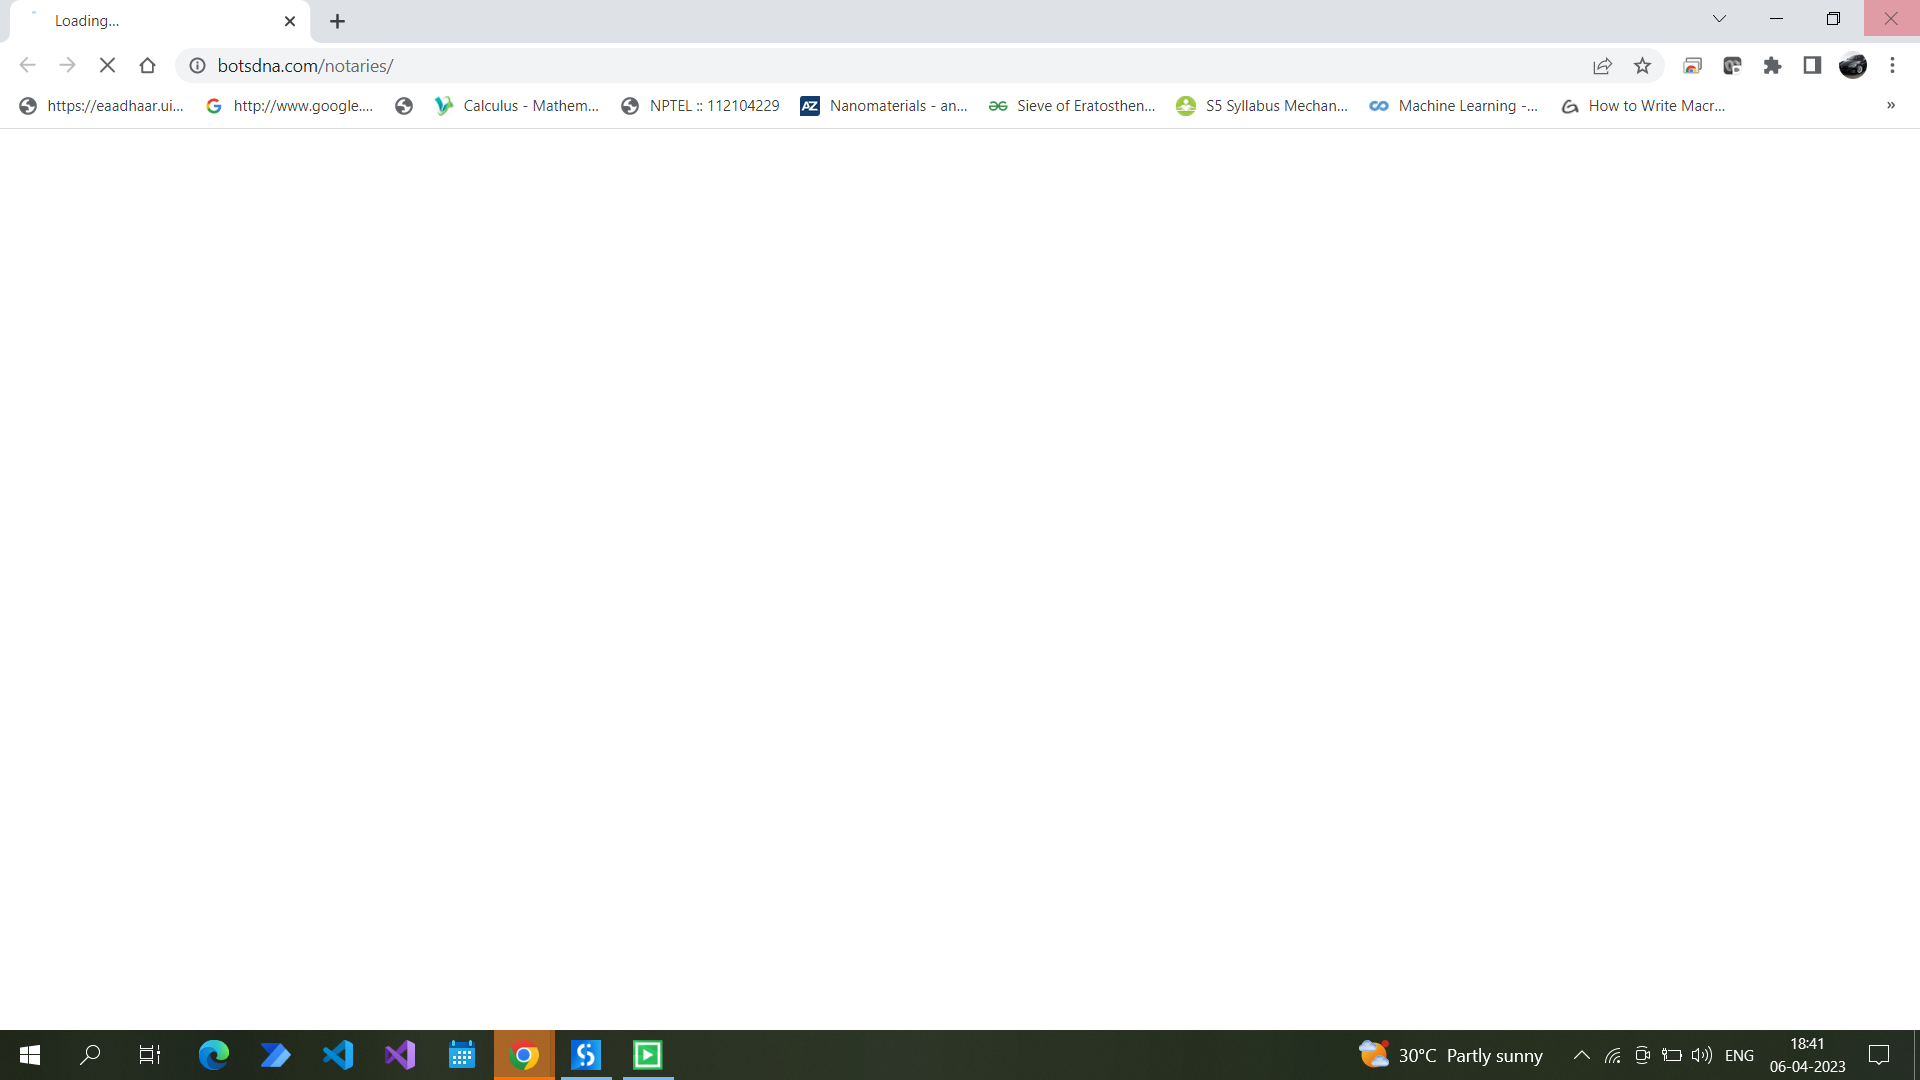 Loading...
botsdna.com/notaries/
https://eaadhaar.ui... http://www.google.... Calculus - Mathem... NPTEL :: 112104229 AZ Nanomaterials - an... Sieve of Eratosthen... S5 Syllabus Mechan... Machine Learning -... How to Write Macr... »
30°C Partly sunny ENG 18:41
06-04-2023